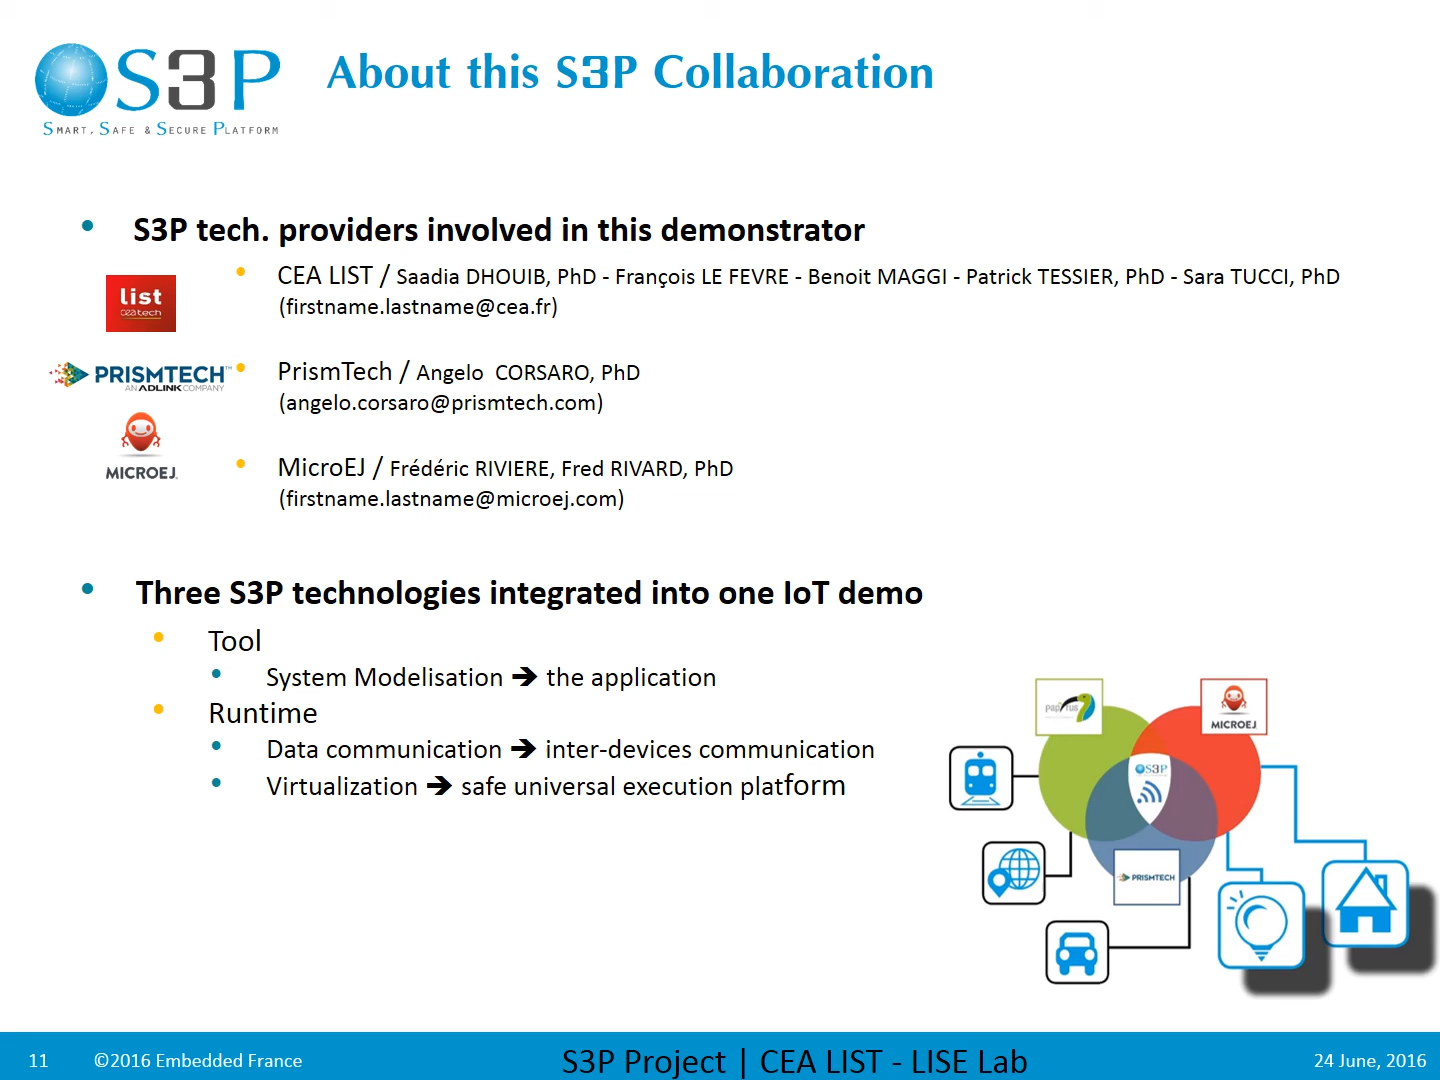 S3P
SMART, SAFE & SECURE PLATFORM
About this S3P Collaboration
• S3P tech. providers involved in this demonstrator
list
ceatech
• CEA LIST / Saadia DHOUIB, PhD - François LE FEVRE - Benoit MAGGI - Patrick TESSIER, PhD - Sara TUCCI, PhD
(firstname.lastname@cea.fr)
PRISMTECH™
AN ADLINK COMPANY
• PrismTech / Angelo CORSARO, PhD
(angelo.corsaro@prismtech.com)
MICROEJ.
• MicroEJ / Frédéric RIVIERE, Fred RIVARD, PhD
(firstname.lastname@microej.com)
• Three S3P technologies integrated into one IoT demo
• Tool
• System Modelisation ➔ the application
• Runtime
• Data communication ➔ inter-devices communication
• Virtualization ➔ safe universal execution platform
papyrus
MICROEJ
S3P
PRISMTECH
11
©2016 Embedded France
S3P Project | CEA LIST - LISE Lab
24 June, 2016